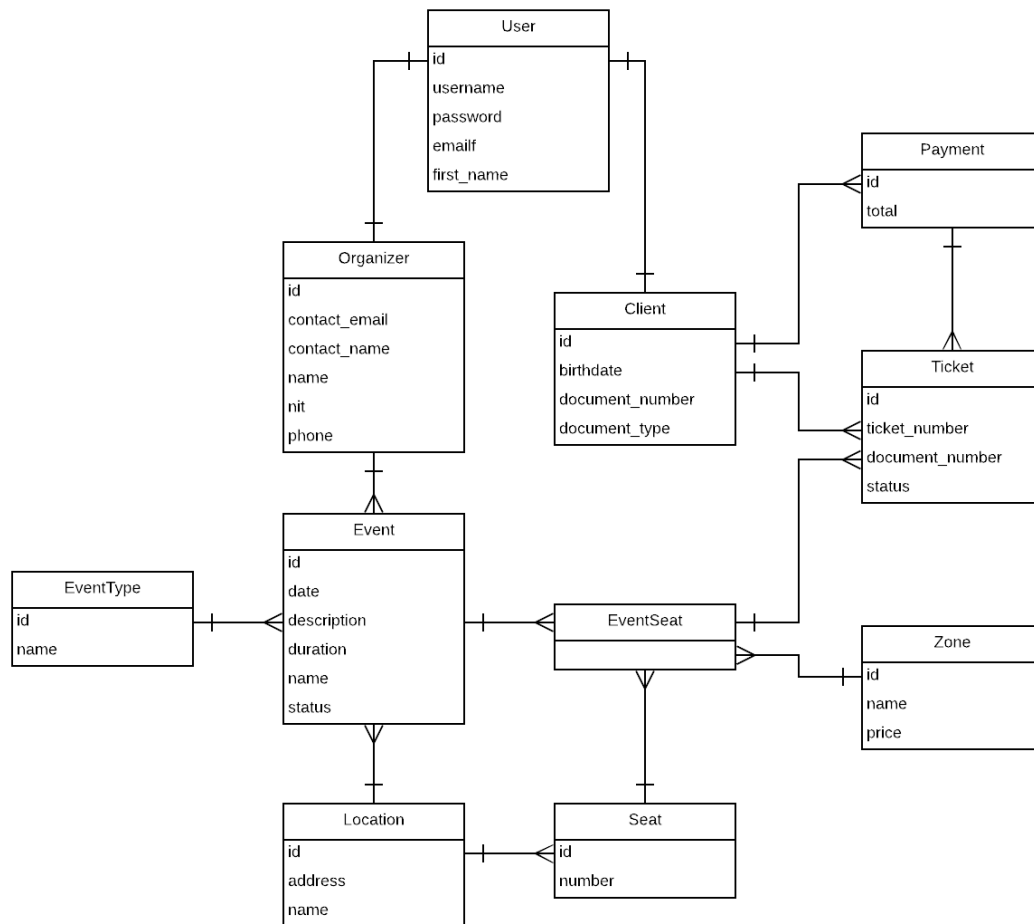 User
id
username
password
emailf
first_name
Payment
id
total
Organizer
id
contact_email
contact_name
name
nit
phone
Client
id
birthdate
document_number
document_type
Ticket
id
ticket_number
document_number
status
Event
id
date
description
duration
name
status
EventType
id
name
EventSeat
Zone
id
name
price
Location
id
address
name
Seat
id
number